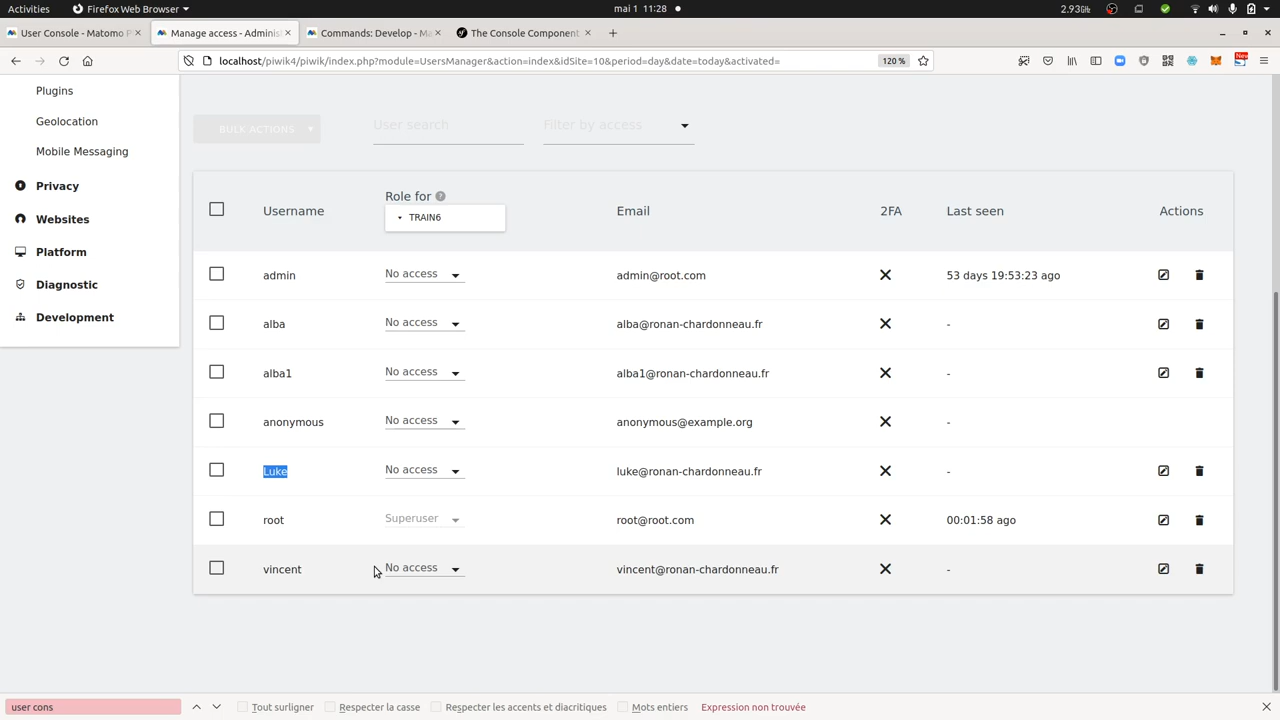 Activities Firefox Web Browser mai 1 11:28 2.93GHz
User Console - Matomo P Manage access - Adminis Commands: Develop - Ma The Console Component
localhost/piwik4/piwik/index.php?module=UsersManager&action=index&idSite=10&period=day&date=today&activated= 120 % New
Plugins
Geolocation
Mobile Messaging
Privacy
Websites
Platform
Diagnostic
Development
BULK ACTIONS User search Filter by access
Username Role for ? Email 2FA Last seen Actions
TRAIN6
admin No access admin@root.com 53 days 19:53:23 ago
alba No access alba@ronan-chardonneau.fr -
alba1 No access alba1@ronan-chardonneau.fr -
anonymous No access anonymous@example.org -
Luke No access luke@ronan-chardonneau.fr -
root Superuser root@root.com 00:01:58 ago
vincent No access vincent@ronan-chardonneau.fr -
user cons Tout surligner Respecter la casse Respecter les accents et diacritiques Mots entiers Expression non trouvée